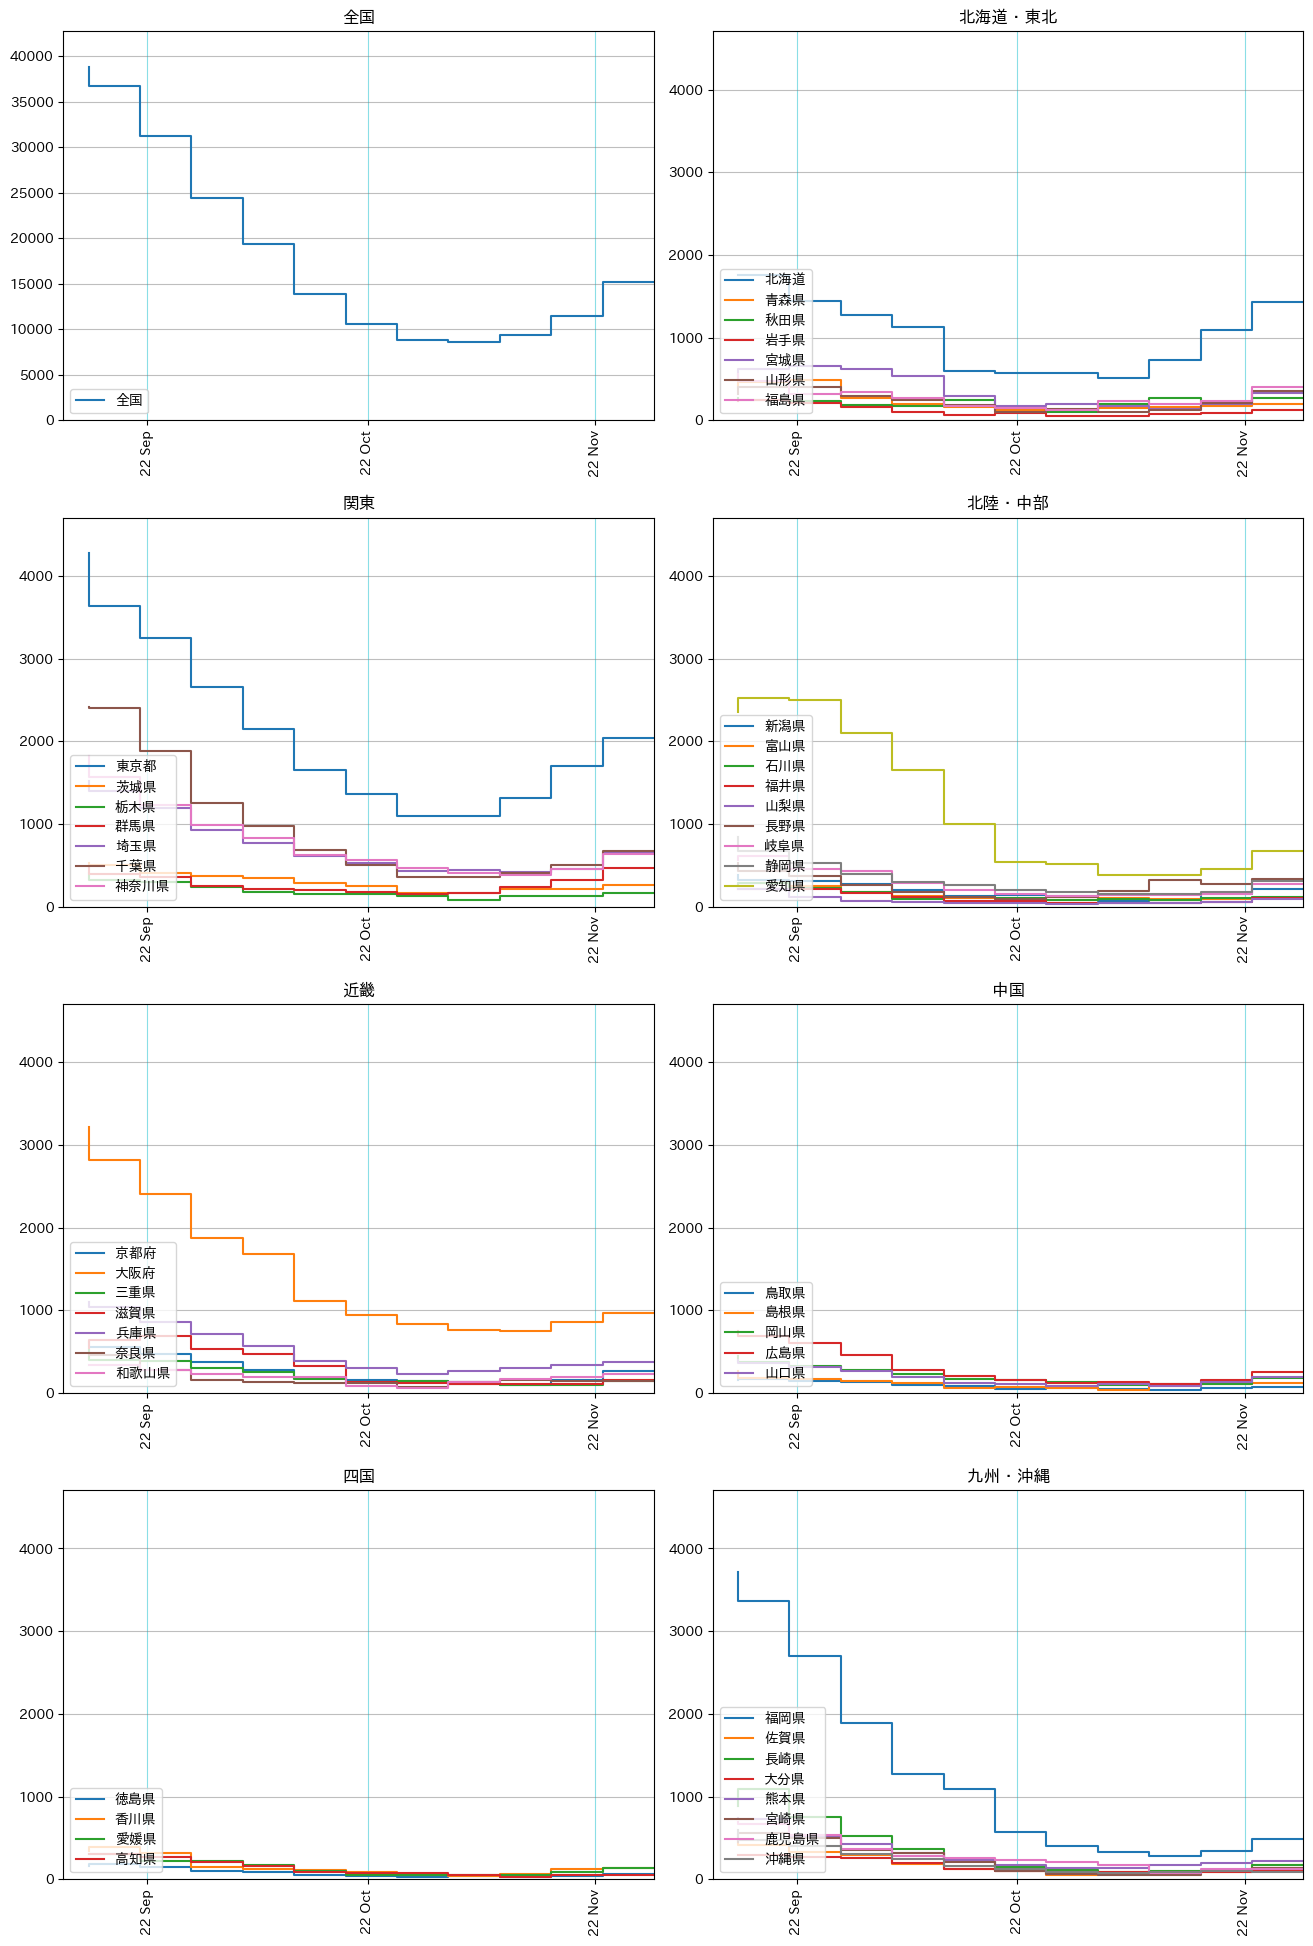 全国
40000
35000
30000
25000
20000
15000
10000
5000
0
全国
22 Sep
22 Oct
22 Nov
北海道・東北
4000
3000
2000
1000
0
北海道
青森県
秋田県
岩手県
宮城県
山形県
福島県
22 Sep
22 Oct
22 Nov
関東
4000
3000
2000
1000
0
東京都
茨城県
栃木県
群馬県
埼玉県
千葉県
神奈川県
22 Sep
22 Oct
22 Nov
北陸・中部
4000
3000
2000
1000
0
新潟県
富山県
石川県
福井県
山梨県
長野県
岐阜県
静岡県
愛知県
22 Sep
22 Oct
22 Nov
近畿
4000
3000
2000
1000
0
京都府
大阪府
三重県
滋賀県
兵庫県
奈良県
和歌山県
22 Sep
22 Oct
22 Nov
中国
4000
3000
2000
1000
0
鳥取県
島根県
岡山県
広島県
山口県
22 Sep
22 Oct
22 Nov
四国
4000
3000
2000
1000
0
徳島県
香川県
愛媛県
高知県
22 Sep
22 Oct
22 Nov
九州・沖縄
4000
3000
2000
1000
0
福岡県
佐賀県
長崎県
大分県
熊本県
宮崎県
鹿児島県
沖縄県
22 Sep
22 Oct
22 Nov